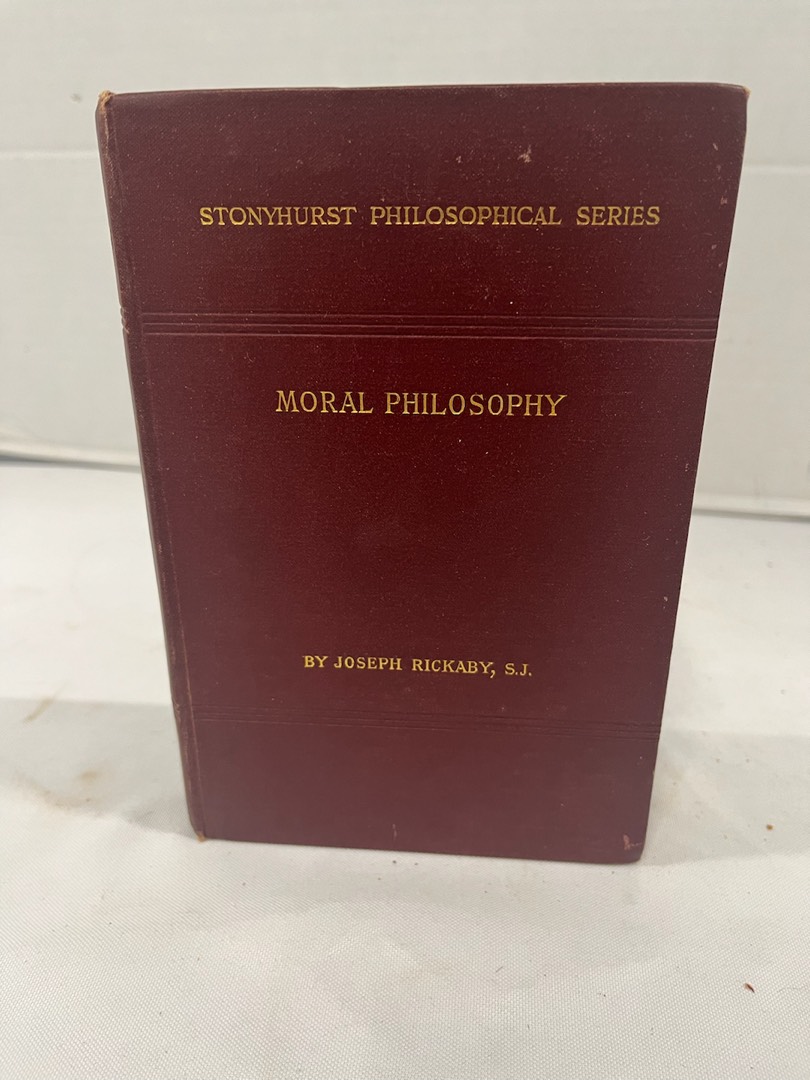 STONYHURST PHILOSOPHICAL SERIES
MORAL PHILOSOPHY
BY JOSEPH RICKABY, S.J.